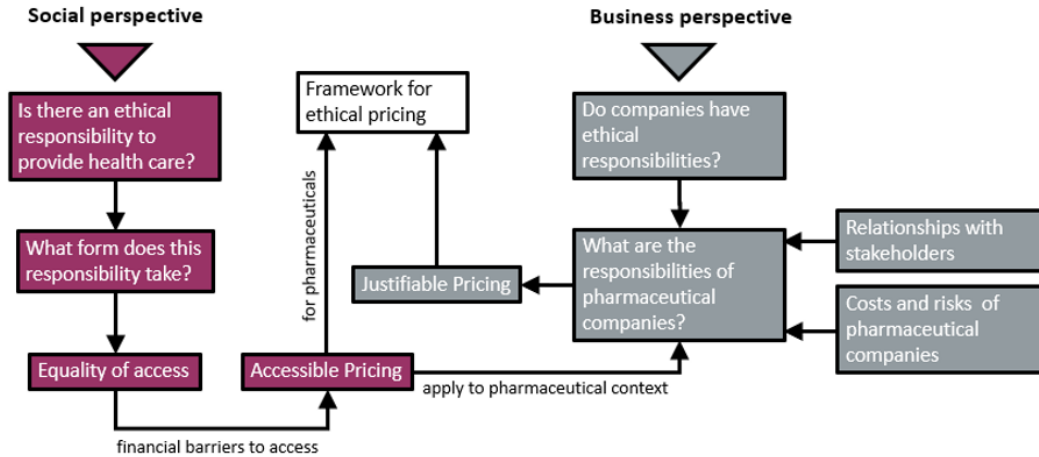 Social perspective
Business perspective
Is there an ethical
responsibility to
provide health care?
What form does this
responsibility take?
Equality of access
financial barriers to access
Accessible Pricing
for pharmaceuticals
apply to pharmaceutical context
Framework for
ethical pricing
Justifiable Pricing
Do companies have
ethical
responsibilities?
What are the
responsibilities of
pharmaceutical
companies?
Relationships with
stakeholders
Costs and risks of
pharmaceutical
companies